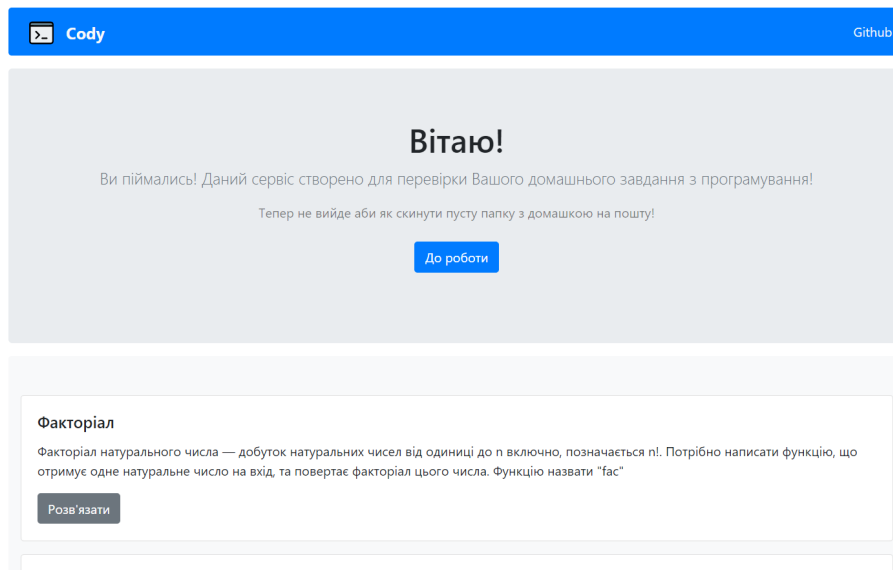 Cody
Github
Вітаю!
Ви піймались! Даний сервіс створено для перевірки Вашого домашнього завдання з програмування!
Тепер не вийде аби як скинути пусту папку з домашкою на пошту!
До роботи
Факторіал
Факторіал натурального числа — добуток натуральних чисел від одиниці до n включно, позначається n!. Потрібно написати функцію, що
отримує одне натуральне число на вхід, та повертає факторіал цього числа. Функцію назвати "fac"
Розв'язати